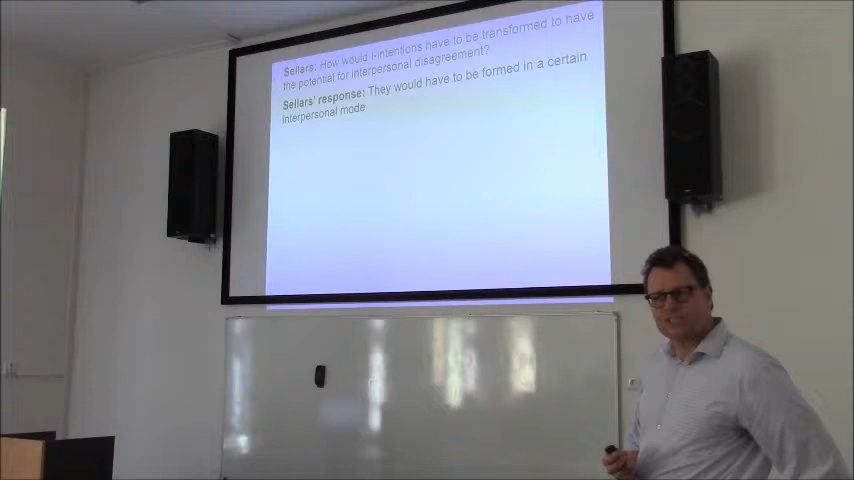 Sellars: How would I-intentions have to be transformed to have
the potential for interpersonal disagreement?
Sellars' response: They would have to be formed in a certain
interpersonal mode